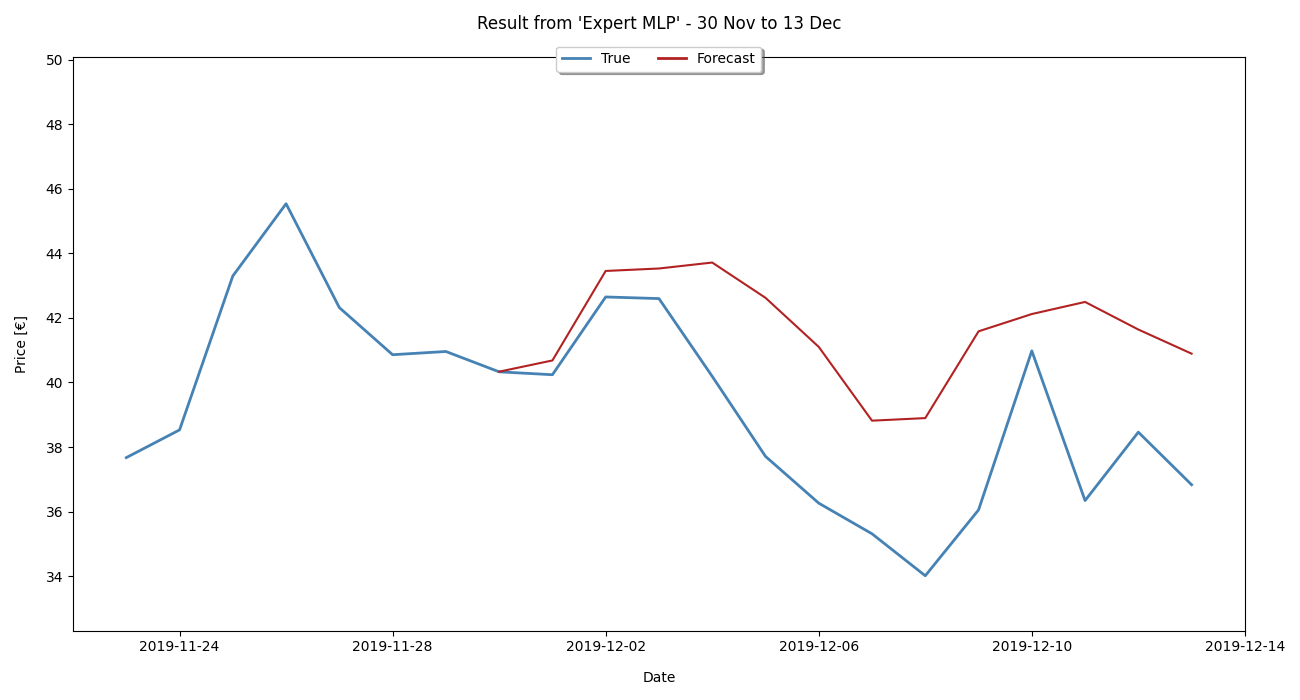 Result from 'Expert MLP' - 30 Nov to 13 Dec
True Forecast
50
48
46
44
42
40
38
36
34
Price [€]
2019-11-24 2019-11-28 2019-12-02 2019-12-06 2019-12-10 2019-12-14
Date